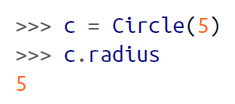 >>> c = Circle(5)
>>> c.radius
5